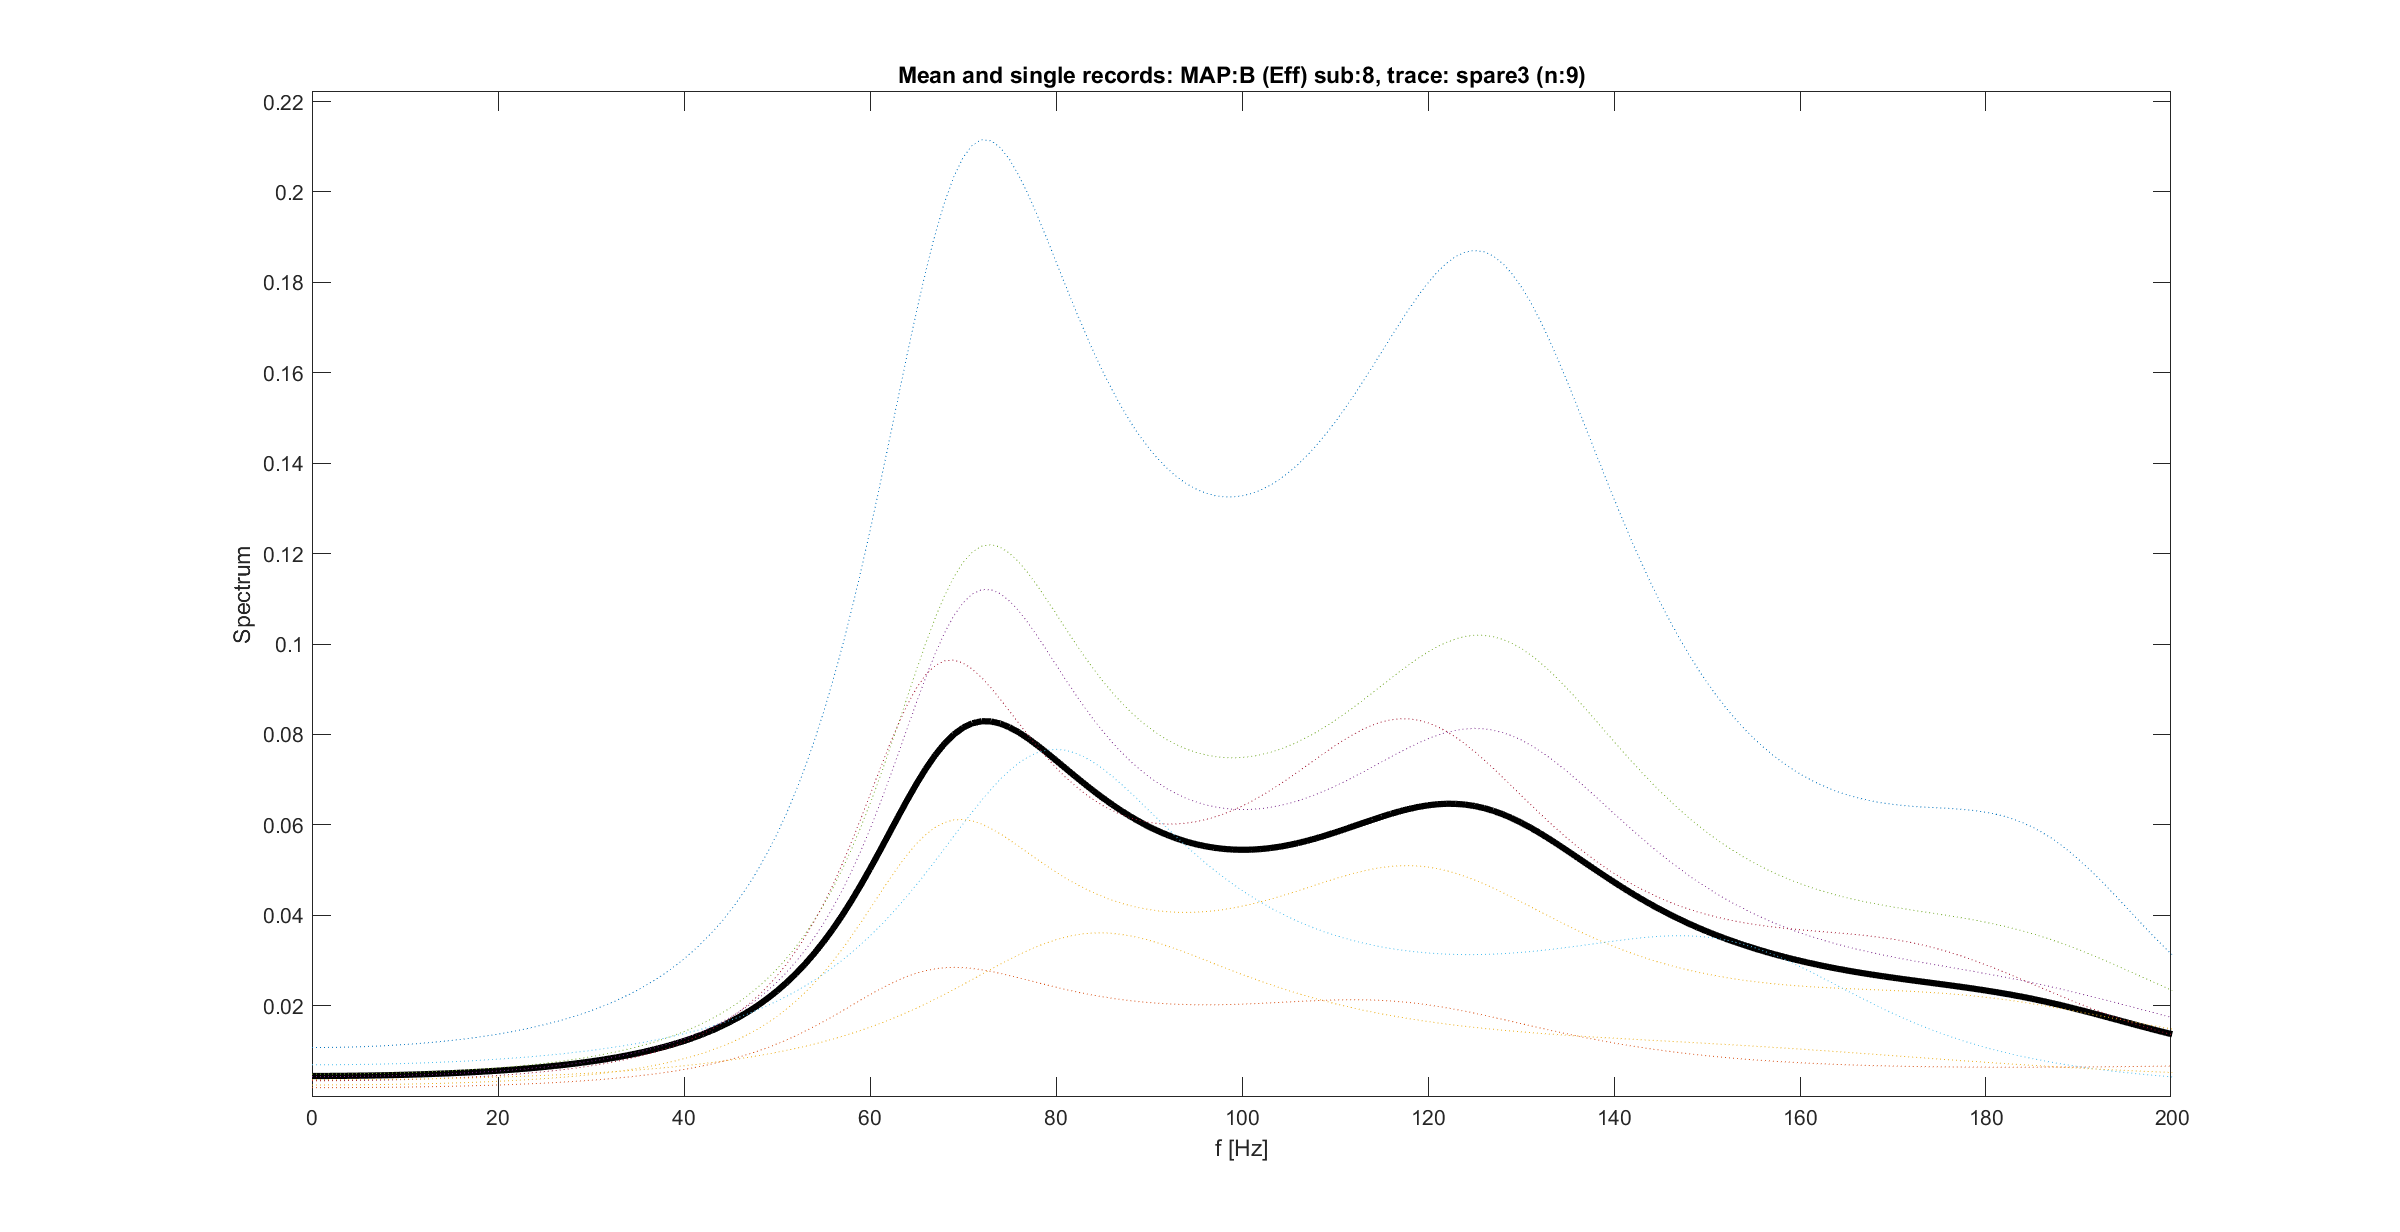 Mean and single records: MAP:B (Eff) sub:8, trace: spare3 (n:9)
0.22
0.2
0.18
0.16
0.14
0.12
0.1
0.08
0.06
0.04
0.02
Spectrum
0 20 40 60 80 100 120 140 160 180 200
f [Hz]